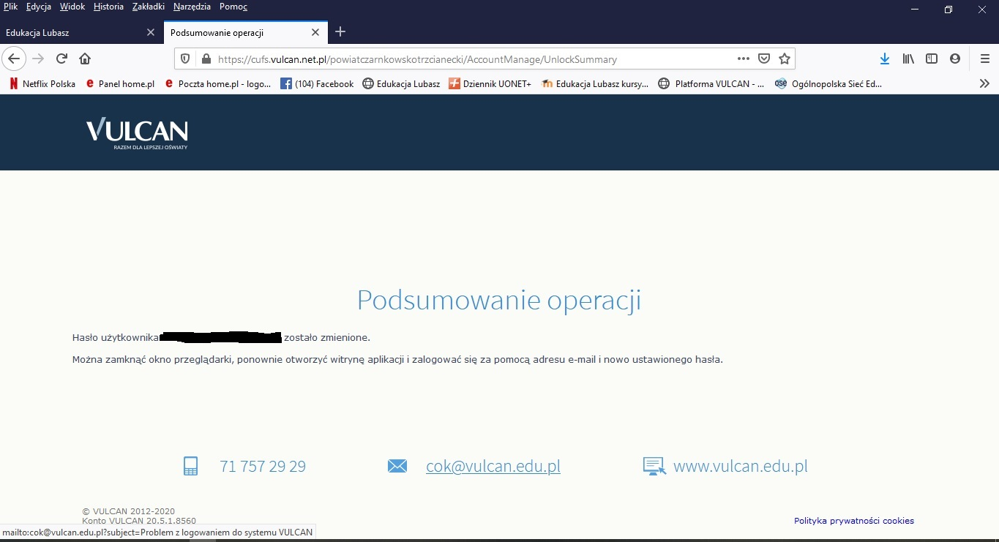 Plik Edycja Widok Historia Zakładki Narzędzia Pomoc
Edukacja Lubasz Podsumowanie operacji
https://cufs.vulcan.net.pl/powiatczarnkowskotrzcianecki/AccountManage/UnlockSummary
Netflix Polska Panel home.pl Poczta home.pl - logo... (104) Facebook Edukacja Lubasz Dziennik UONET+ Edukacja Lubasz kursy... Platforma VULCAN - ... Ogólnopolska Sieć Ed...
VULCAN
RAZEM DLA LEPSZEJ OŚWIATY
Podsumowanie operacji
Hasło użytkownika zostało zmienione.
Można zamknąć okno przeglądarki, ponownie otworzyć witrynę aplikacji i zalogować się za pomocą adresu e-mail i nowo ustawionego hasła.
71 757 29 29 cok@vulcan.edu.pl www.vulcan.edu.pl
© VULCAN 2012-2020
Konto VULCAN 20.5.1.8560 Polityka prywatności cookies
mailto:cok@vulcan.edu.pl?subject=Problem z logowaniem do systemu VULCAN